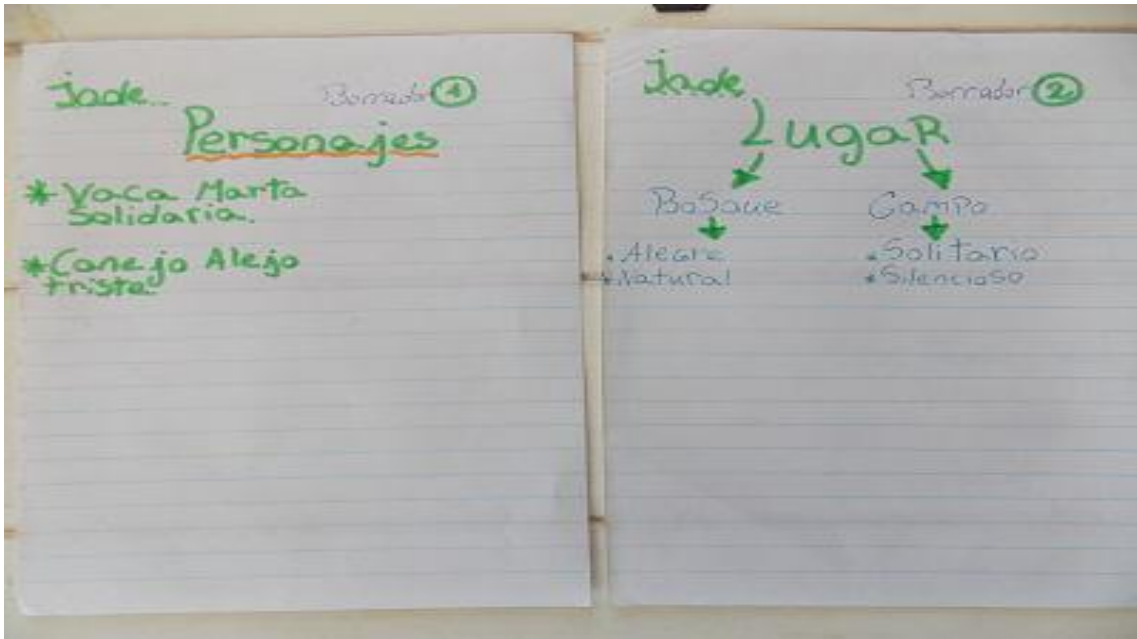 Jade
Borrador 1
Personajes
* Vaca Marta
Solidaria.
* Conejo Alejo
triste.
Jade
Borrador 2
LugaR
BoSque Campo
• Alegre • Solitario
• Natural • Silencioso